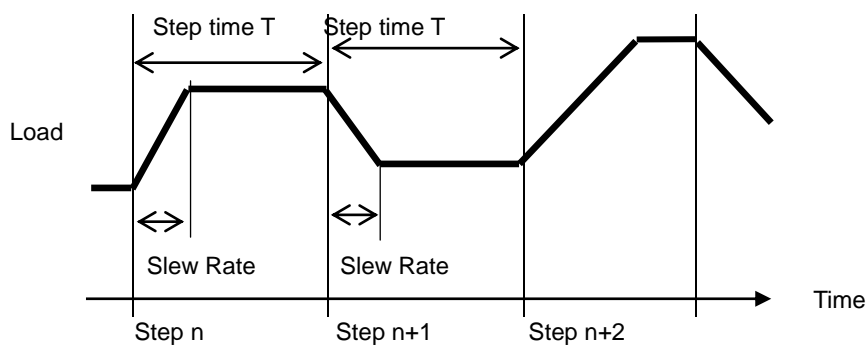 Step time T
Step time T
Load
Slew Rate
Slew Rate
Time
Step n
Step n+1
Step n+2